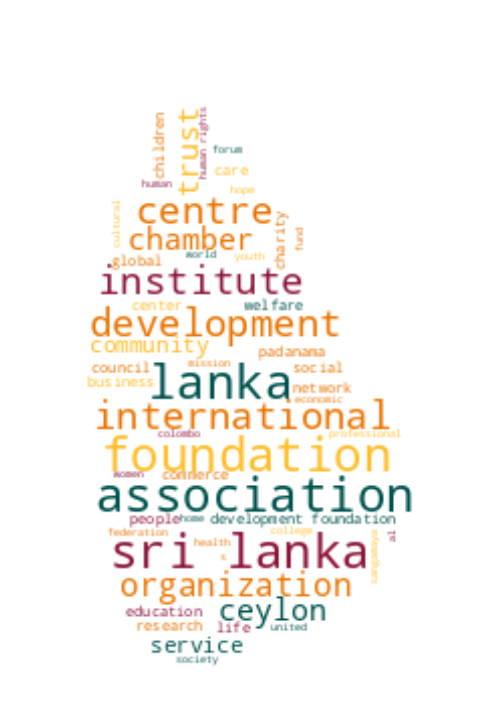 children
trust
human rights
forum
care
human
hope
cultural
centre
charity
fund
chamber
world
youth
global
institute
center
welfare
development
community
padanama
council
mission
social
business
lanka
network
economic
international
colombo
professional
foundation
women
commerce
association
people
home
development foundation
federation
college
al
sri lanka
health
s
sangamaya
organization
education
ceylon
research
life
united
service
society